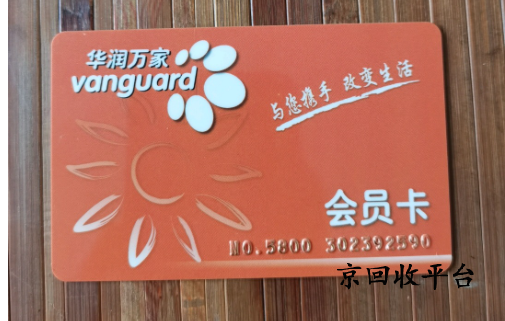 华润万家
vanguard
与您携手 改变生活
会员卡
NO.5800 302392590
京回收平台